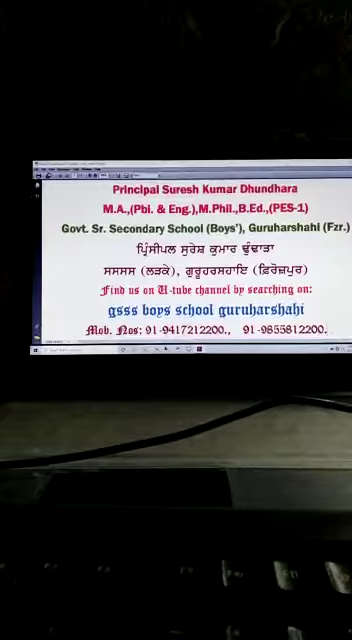 Principal Suresh Kumar Dhundhara
M.A.,(Pbi. & Eng.),M.Phil.,B.Ed.,(PES-1)
Govt. Sr. Secondary School (Boys'), Guruharshahi (Fzr.)
ਪ੍ਰਿੰਸੀਪਲ ਸੁਰੇਸ਼ ਕੁਮਾਰ ਢੁੰਢਾੜਾ
ਸਸਸਸ (ਲੜਕੇ), ਗੁਰੂਹਰਸਹਾਇ (ਫ਼ਿਰੋਜ਼ਪੁਰ)
Find us on U-tube channel by searching on:
gsss boys school guruharshahi
Mob. Nos: 91-9417212200., 91-9855812200.